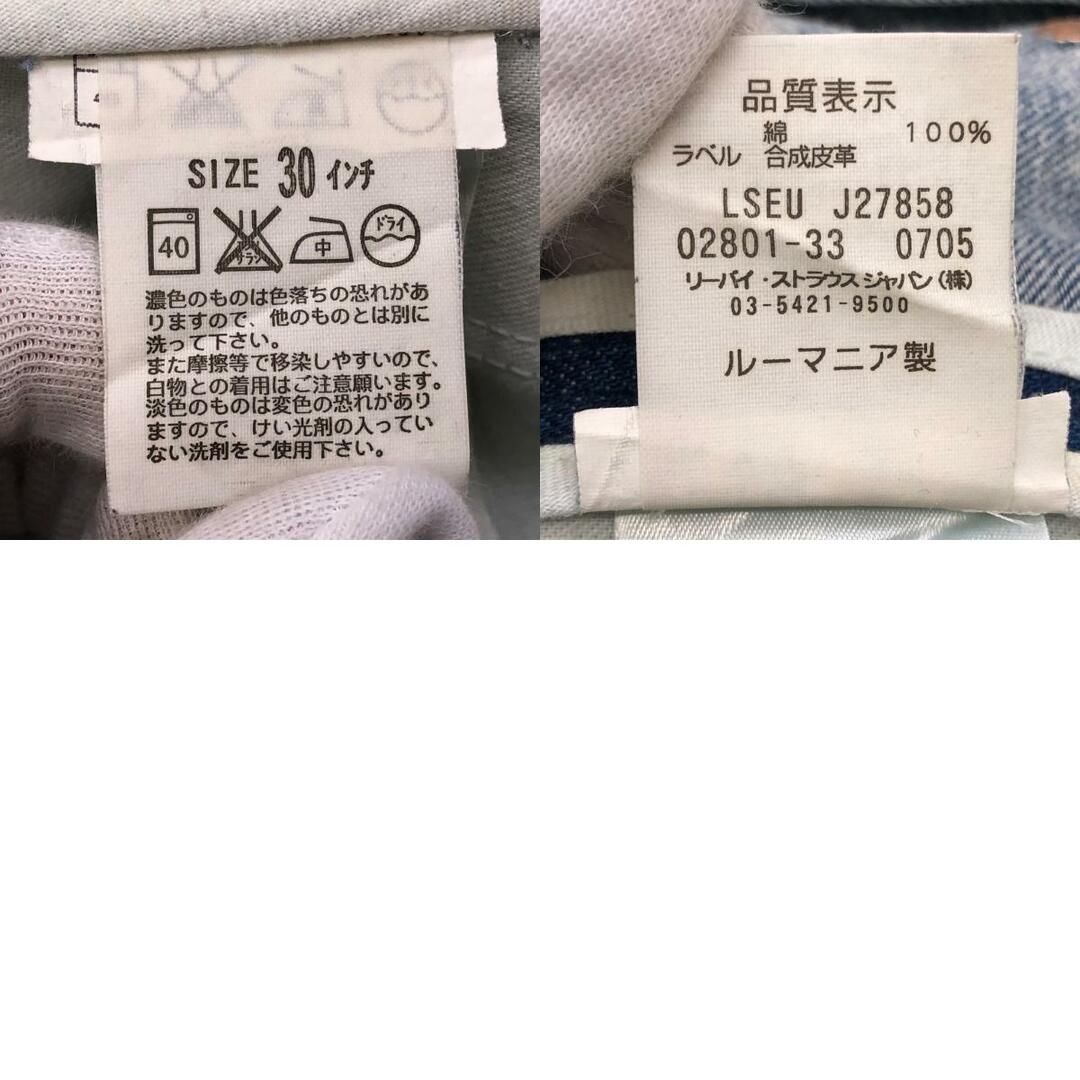 SIZE 30 インチ
40 中 ドライ
濃色のものは色落ちの恐れがあ
りますので、他のものとは別に
洗って下さい。
また摩擦等で移染しやすいので、
白物との着用はご注意願います。
淡色のものは変色の恐れがあり
ますので、けい光剤の入ってい
ない洗剤をご使用下さい。
品質表示
綿 100%
ラベル 合成皮革
LSEU J27858
02801-33 0705
リーバイ・ストラウス ジャパン(株)
03-5421-9500
ルーマニア製